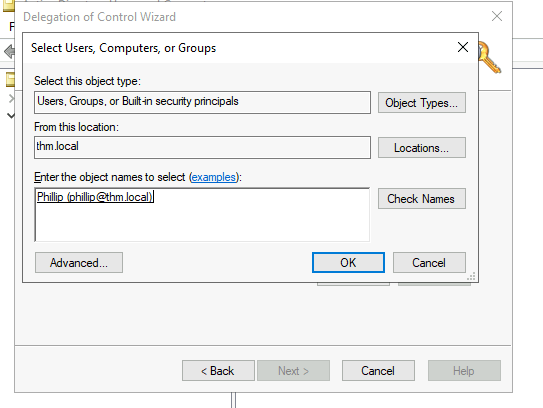 Delegation of Control Wizard
Select Users, Computers, or Groups
Select this object type:
Users, Groups, or Built-in security principals
Object Types...
From this location:
thm.local
Locations...
Enter the object names to select (examples):
Phillip (phillip@thm.local)
Check Names
Advanced...
OK
Cancel
< Back
Next >
Cancel
Help